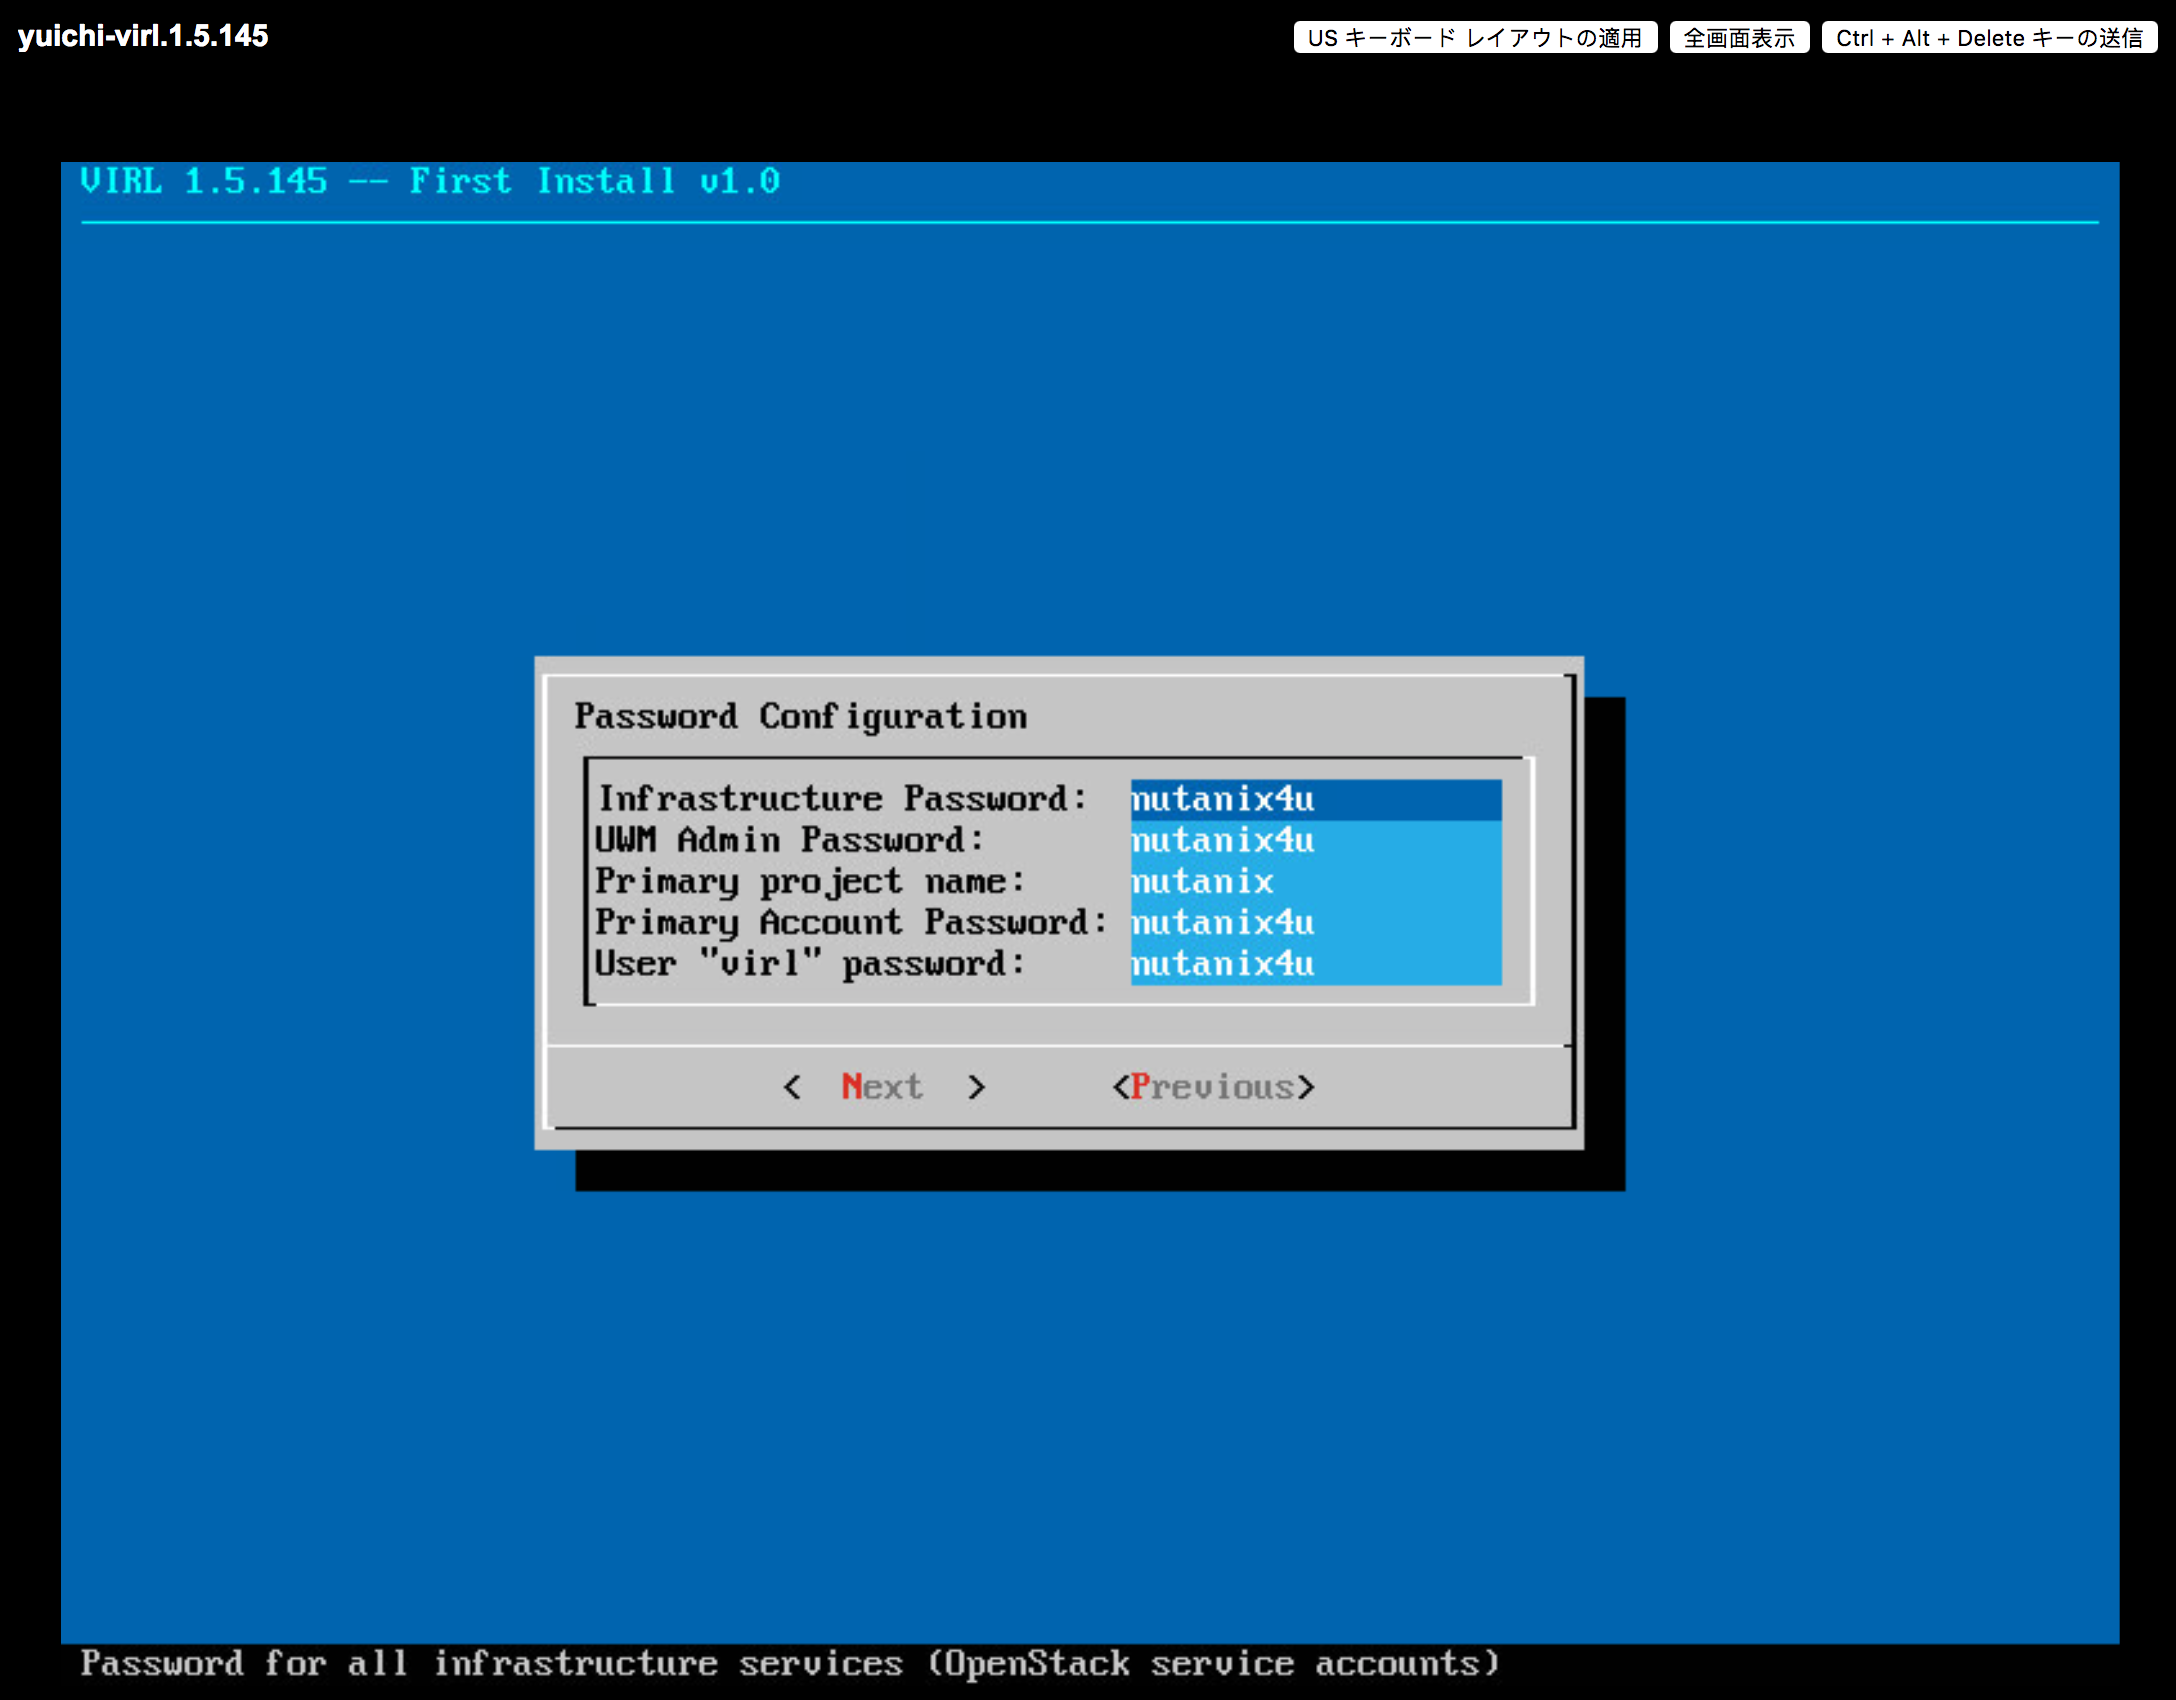 yuichi-virl.1.5.145
US キーボード レイアウトの適用
全画面表示
Ctrl + Alt + Delete キーの送信
VIRL 1.5.145 -- First Install v1.0
Password Configuration
Infrastructure Password: nutanix4u
UWM Admin Password: nutanix4u
Primary project name: nutanix
Primary Account Password: nutanix4u
User "virl" password: nutanix4u
<  Next  > <Previous>
Password for all infrastructure services (OpenStack service accounts)